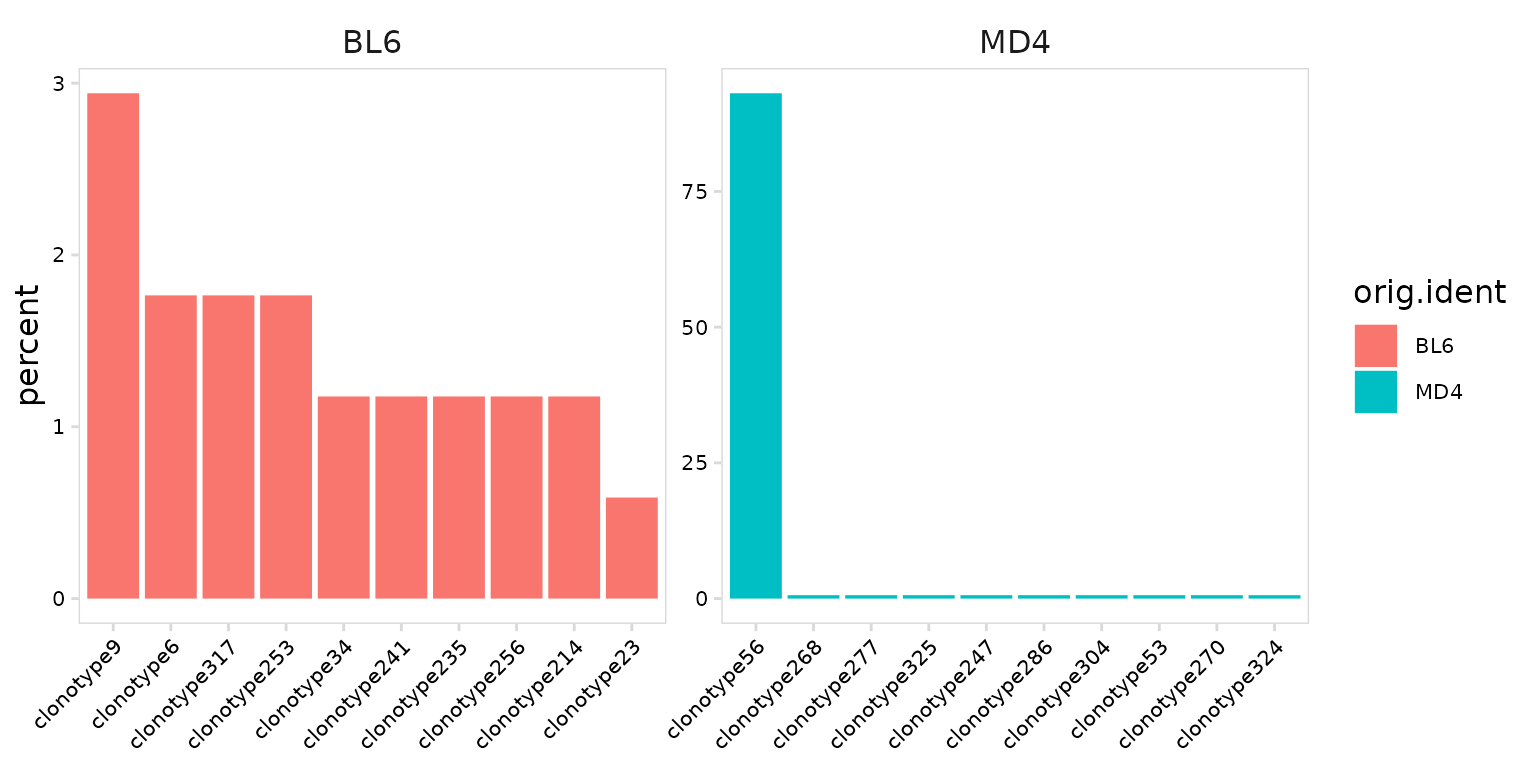 BL6
MD4
percent
3
2
1
0
75
50
25
0
clonotype9
clonotype6
clonotype317
clonotype253
clonotype34
clonotype241
clonotype235
clonotype256
clonotype214
clonotype23
clonotype56
clonotype268
clonotype277
clonotype325
clonotype247
clonotype286
clonotype304
clonotype53
clonotype270
clonotype324
orig.ident
BL6
MD4